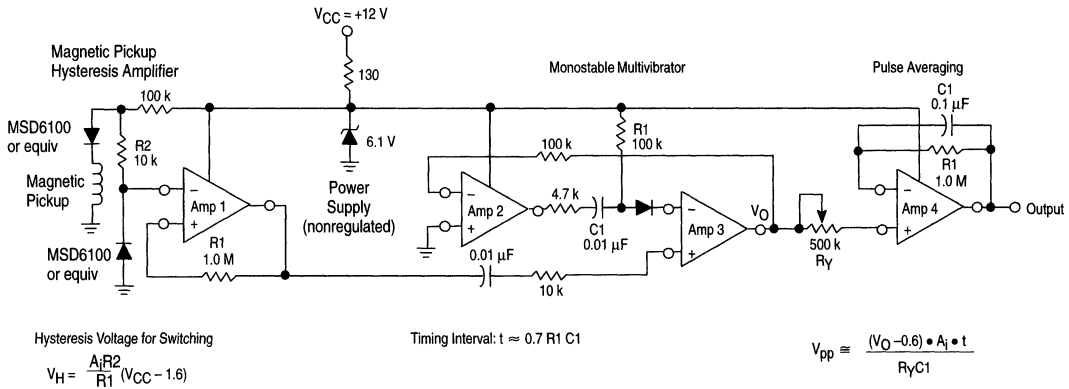 VCC = +12 V
Magnetic Pickup
Hysteresis Amplifier
130
Monostable Multivibrator
Pulse Averaging
C1
0.1 μF
100 k
MSD6100
or equiv
R2
10 k
6.1 V
R1
100 k
100 k
R1
1.0 M
Magnetic
Pickup
–
Amp 1
+
Power
Supply
(nonregulated)
–
Amp 2
+
4.7 k
C1
0.01 μF
–
Amp 3
+
VO
500 k
RY
–
Amp 4
+
Output
MSD6100
or equiv
R1
1.0 M
0.01 μF
10 k
Hysteresis Voltage for Switching
VH = AiR2/R1 (VCC – 1.6)
Timing Interval: t ≈ 0.7 R1 C1
Vpp ≅ (VO –0.6) • Ai • t / RYC1